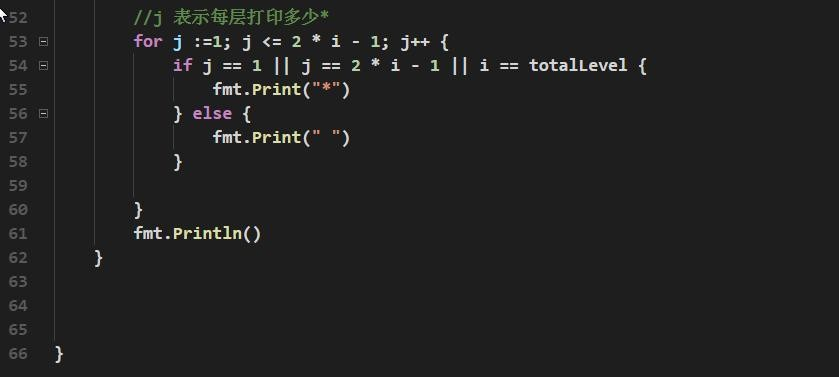 52 //j 表示每层打印多少*
53 for j :=1; j <= 2 * i - 1; j++ {
54 if j == 1 || j == 2 * i - 1 || i == totalLevel {
55 fmt.Print("*")
56 } else {
57 fmt.Print(" ")
58 }
59
60 }
61 fmt.Println()
62 }
63
64
65
66 }